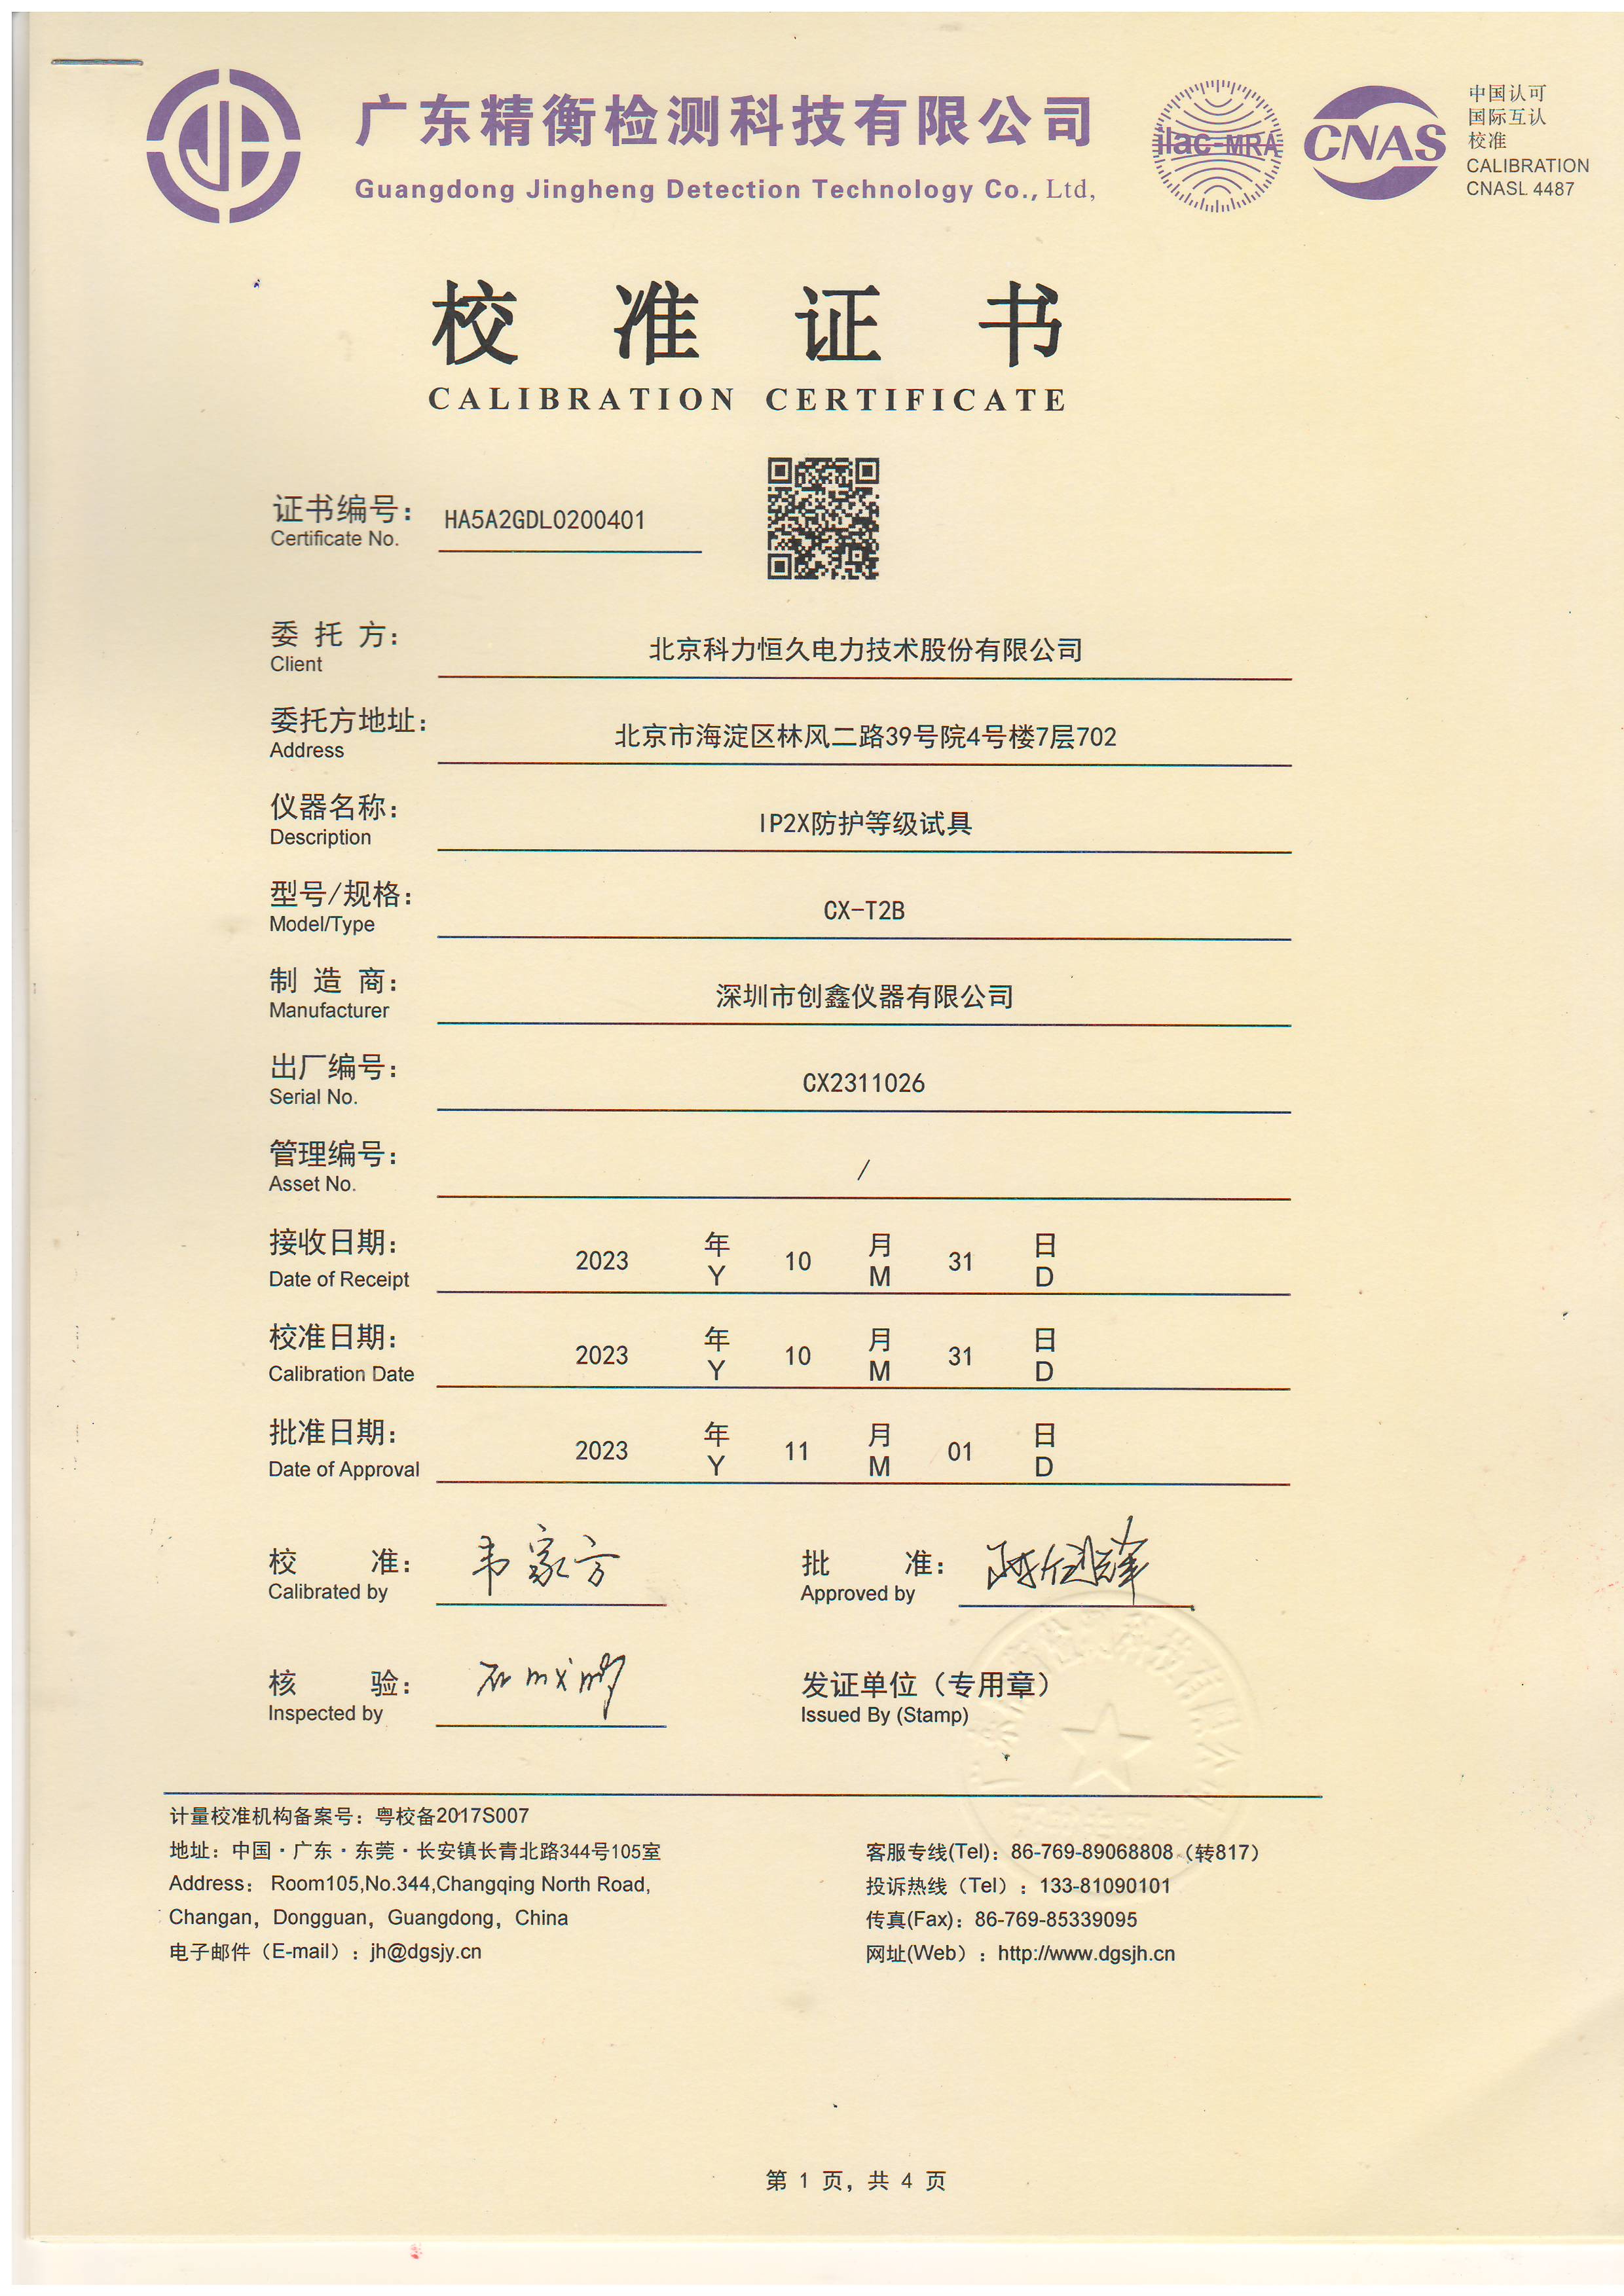 广东精衡检测科技有限公司
Guangdong Jingheng Detection Technology Co., Ltd,
ilac-MRA
CNAS
中国认可
国际互认
校准
CALIBRATION
CNASL 4487
校准证书
CALIBRATION CERTIFICATE
证书编号： HA5A2GDL0200401
Certificate No.
委托方： 北京科力恒久电力技术股份有限公司
Client
委托方地址： 北京市海淀区林风二路39号院4号楼7层702
Address
仪器名称： IP2X防护等级试具
Description
型号/规格： CX-T2B
Model/Type
制造商： 深圳市创鑫仪器有限公司
Manufacturer
出厂编号： CX2311026
Serial No.
管理编号： /
Asset No.
接收日期： 2023 年 10 月 31 日
Date of Receipt Y M D
校准日期： 2023 年 10 月 31 日
Calibration Date Y M D
批准日期： 2023 年 11 月 01 日
Date of Approval Y M D
校准： 韦家方 批准：
Calibrated by Approved by
核验： 发证单位（专用章）
Inspected by Issued By (Stamp)
计量校准机构备案号：粤校备2017S007
地址：中国·广东·东莞·长安镇长青北路344号105室
Address： Room105,No.344,Changqing North Road,
Changan，Dongguan，Guangdong，China
电子邮件（E-mail）：jh@dgsjy.cn
客服专线(Tel)：86-769-89068808（转817）
投诉热线（Tel）：133-81090101
传真(Fax)：86-769-85339095
网址(Web）：http://www.dgsjh.cn
第 1 页，共 4 页